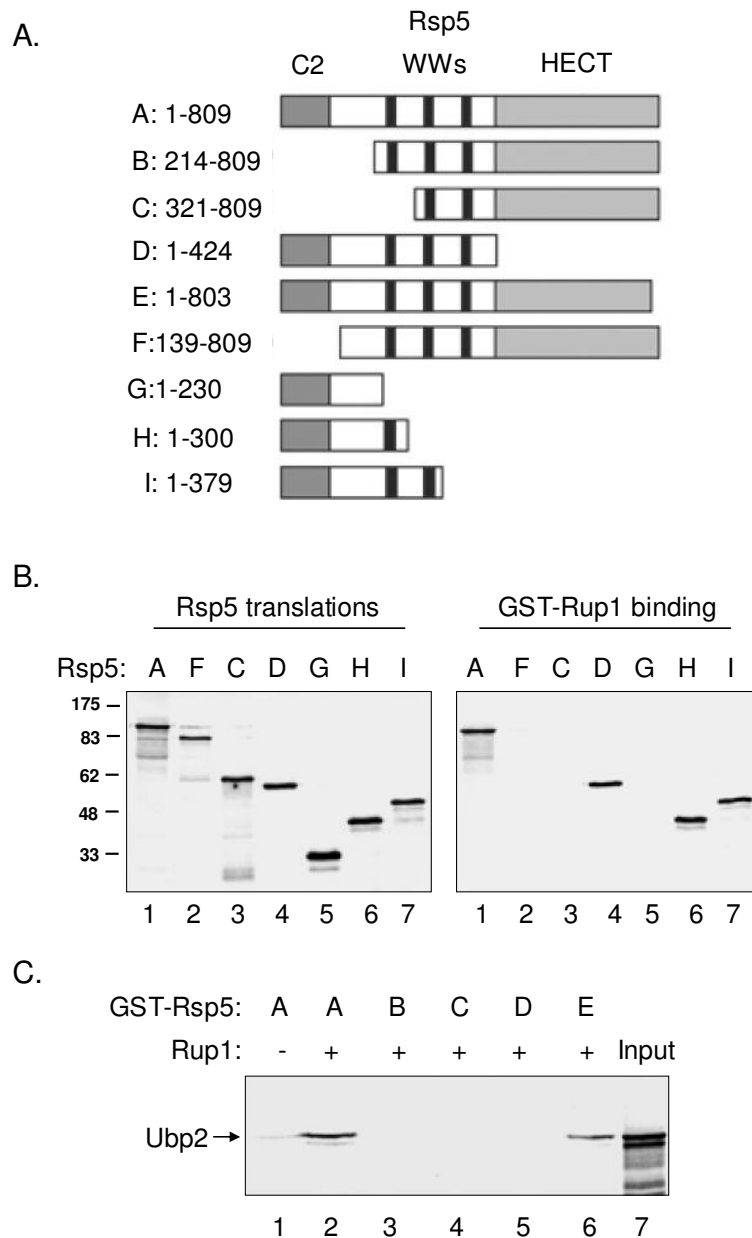 A.
Rsp5
C2 WWs HECT
A: 1-809
B: 214-809
C: 321-809
D: 1-424
E: 1-803
F:139-809
G:1-230
H: 1-300
I: 1-379
B.
Rsp5 translations GST-Rup1 binding
Rsp5: A F C D G H I A F C D G H I
175
83
62
48
33
1 2 3 4 5 6 7 1 2 3 4 5 6 7
C.
GST-Rsp5: A A B C D E
Rup1: - + + + + + Input
Ubp2
1 2 3 4 5 6 7